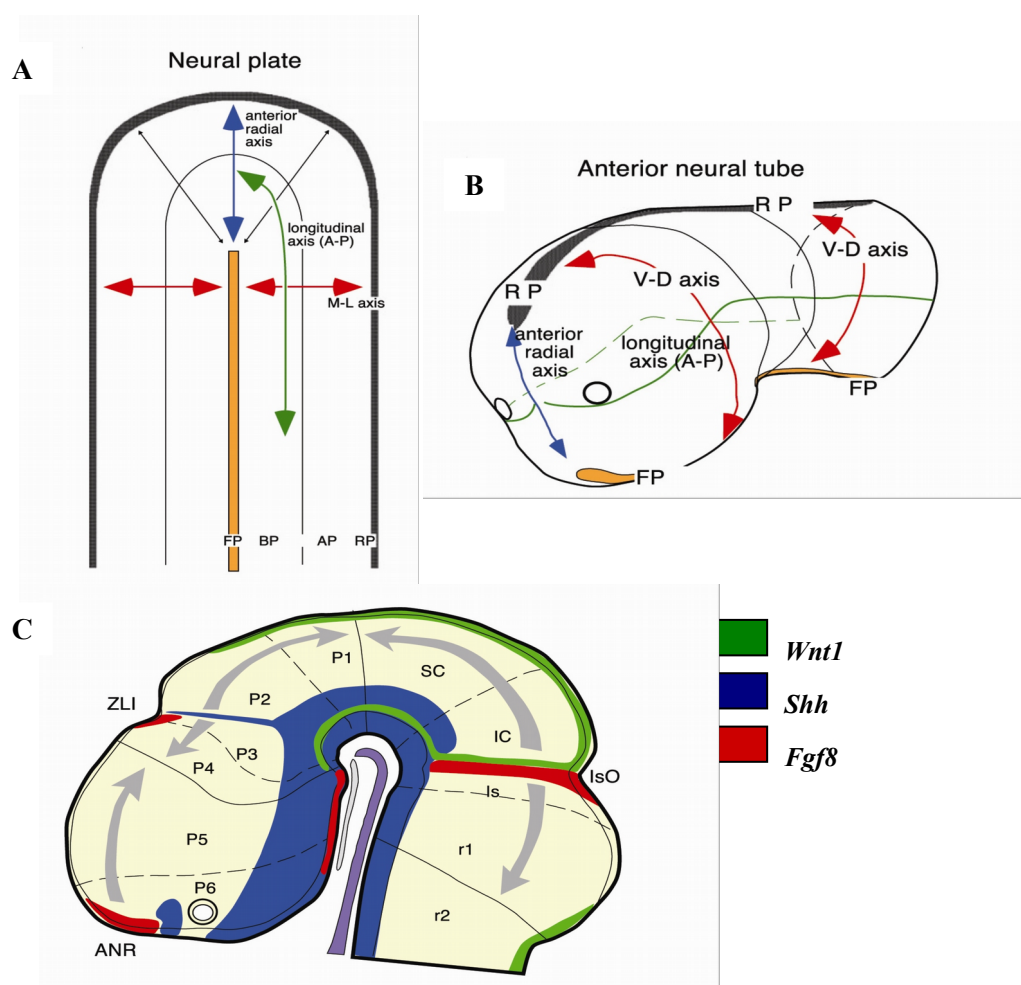 A
Neural plate
anterior
radial
axis
longitudinal
axis (A-P)
M-L axis
FP
BP
AP
RP
B
Anterior neural tube
R P
V-D axis
R P
V-D axis
anterior
radial
axis
longitudinal
axis (A-P)
FP
FP
C
P1
SC
ZLI
P2
P3
P4
IC
IsO
Is
P5
r1
P6
r2
ANR
Wnt1
Shh
Fgf8